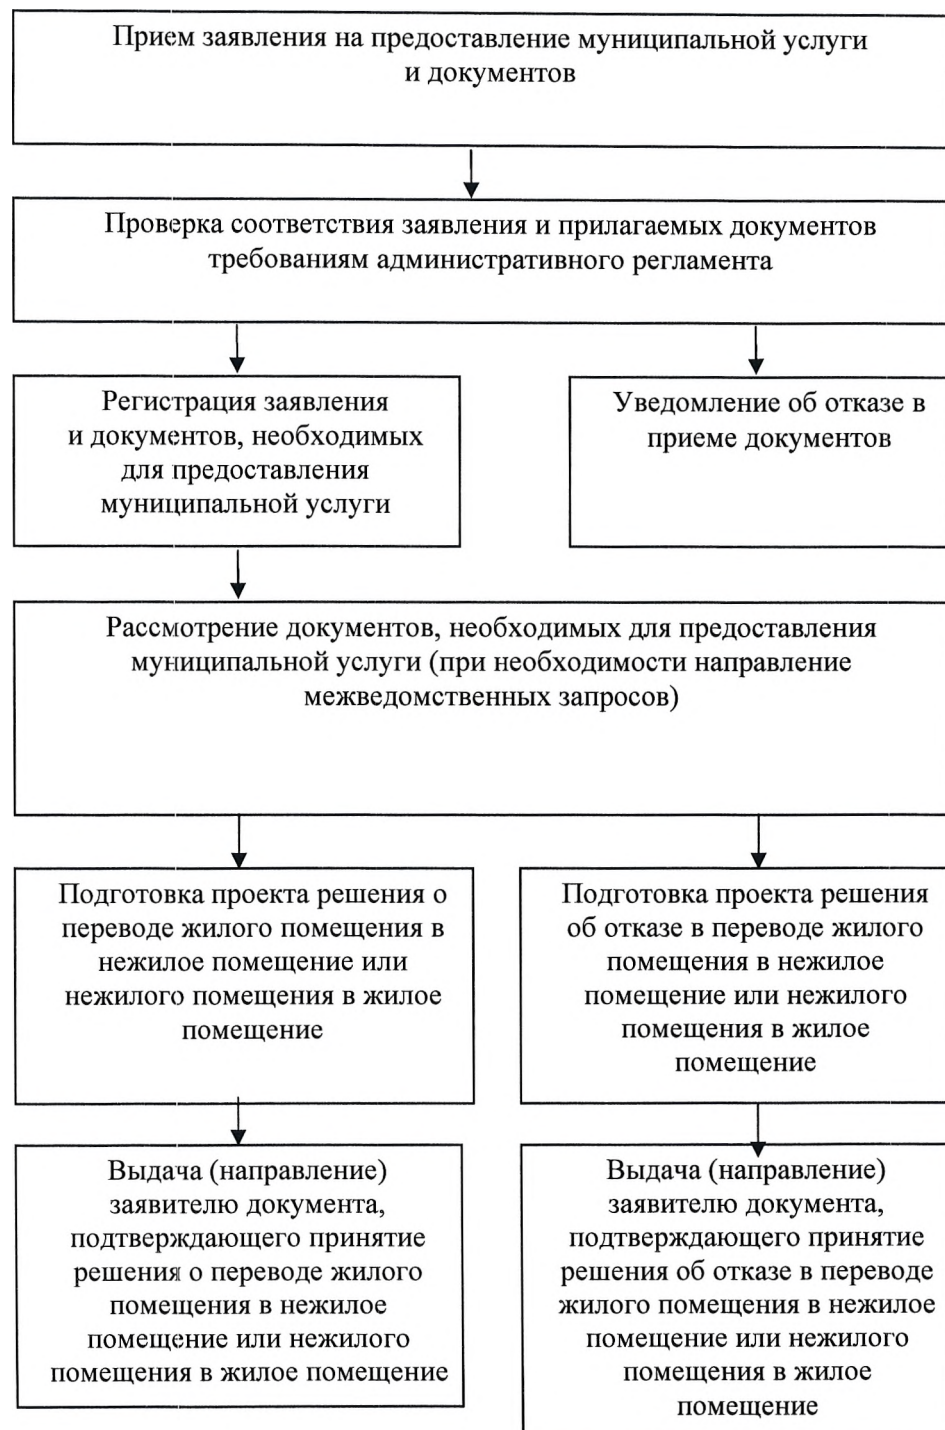 Прием заявления на предоставление муниципальной услуги
и документов
Проверка соответствия заявления и прилагаемых документов
требованиям административного регламента
Регистрация заявления
и документов, необходимых
для предоставления
муниципальной услуги
Уведомление об отказе в
приеме документов
Рассмотрение документов, необходимых для предоставления
муниципальной услуги (при необходимости направление
межведомственных запросов)
Подготовка проекта решения о
переводе жилого помещения в
нежилое помещение или
нежилого помещения в жилое
помещение
Подготовка проекта решения
об отказе в переводе жилого
помещения в нежилое
помещение или нежилого
помещения в жилое
помещение
Выдача (направление)
заявителю документа,
подтверждающего принятие
решения о переводе жилого
помещения в нежилое
помещение или нежилого
помещения в жилое помещение
Выдача (направление)
заявителю документа,
подтверждающего принятие
решения об отказе в переводе
жилого помещения в нежилое
помещение или нежилого
помещения в жилое
помещение